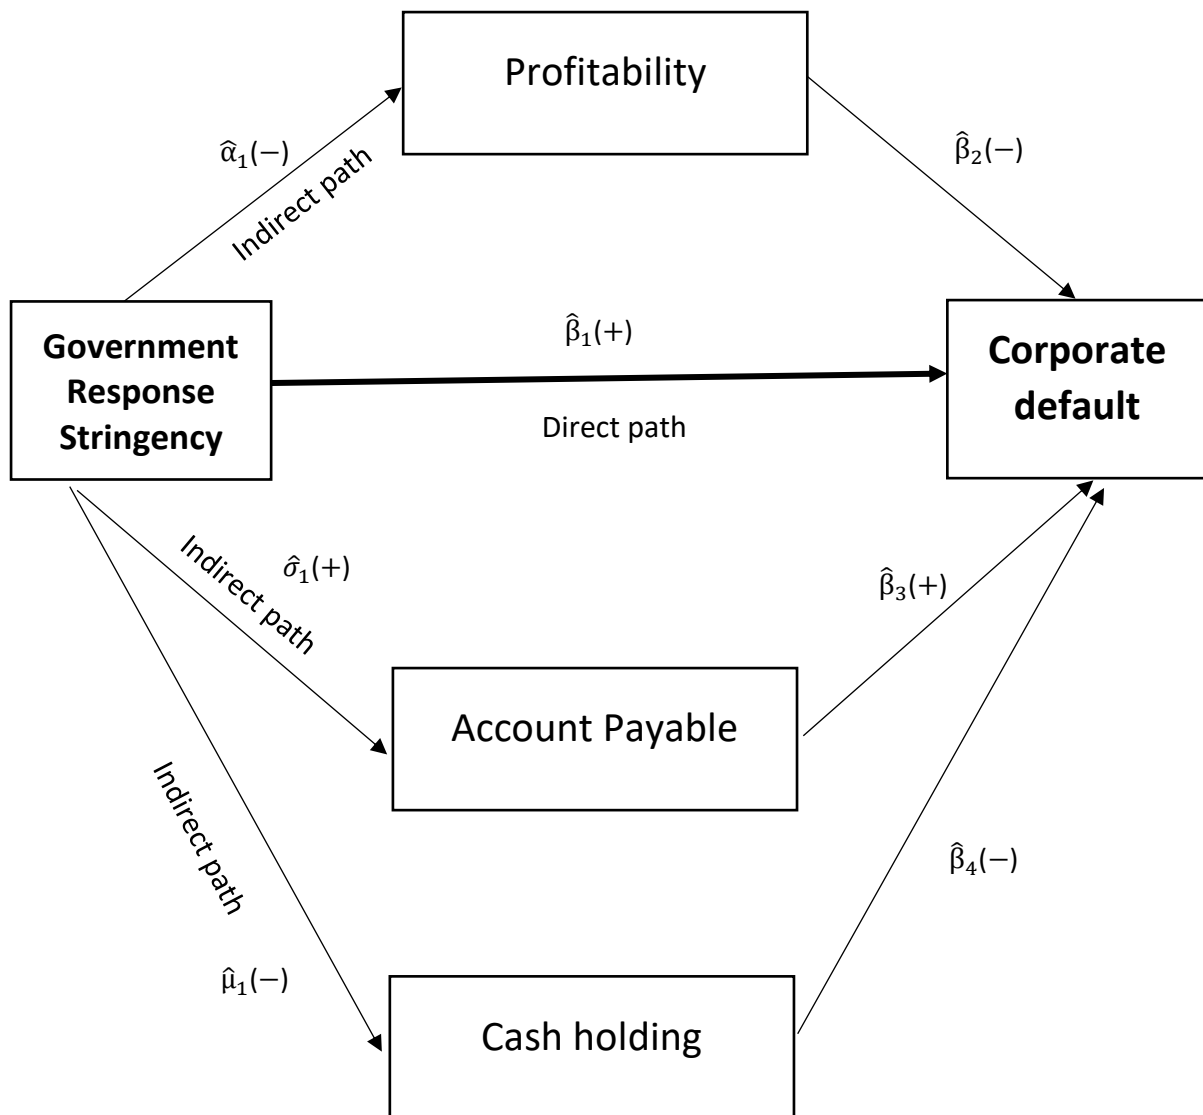 Profitability
α̂₁(−)
Indirect path
β̂₂(−)
Government
Response
Stringency
β̂₁(+)
Direct path
Corporate
default
Indirect path
σ̂₁(+)
β̂₃(+)
Account Payable
Indirect path
β̂₄(−)
μ̂₁(−)
Cash holding